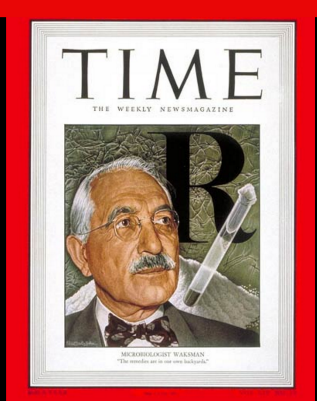 TIME
THE WEEKLY NEWSMAGAZINE
R
MICROBIOLOGIST WAKSMAN
"The remedies are in our own backyards."